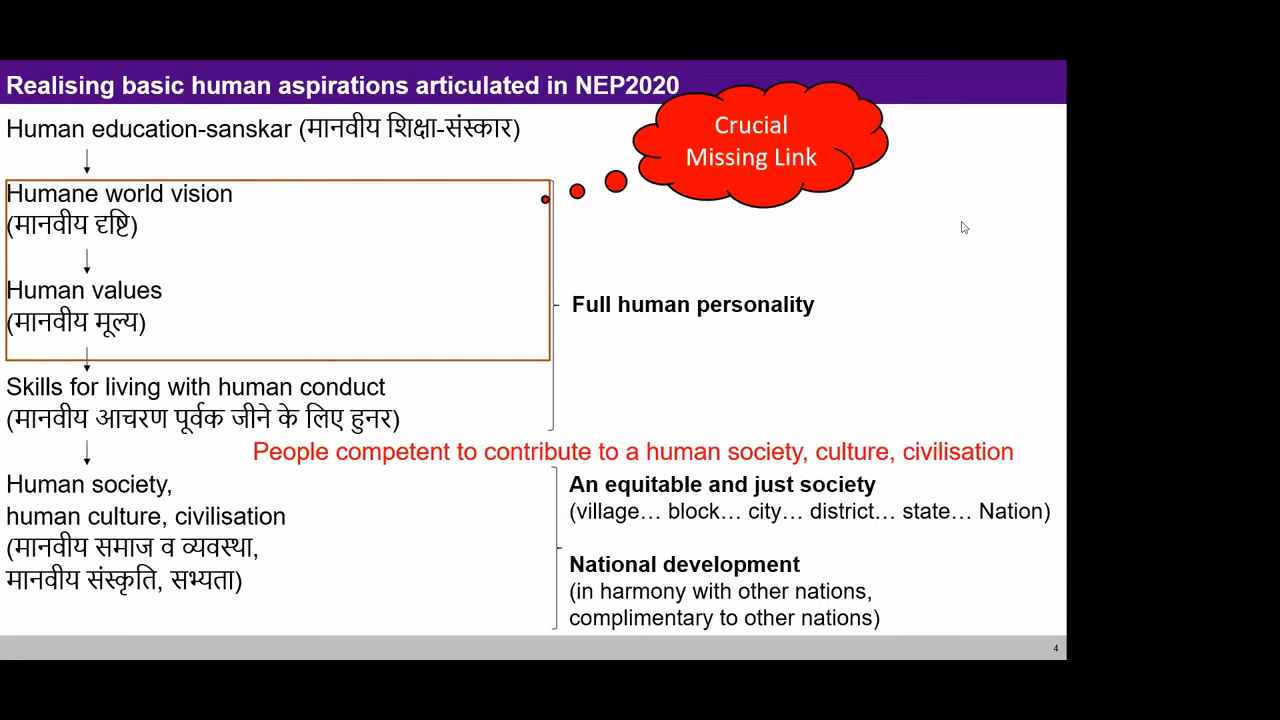 Realising basic human aspirations articulated in NEP2020
Human education-sanskar (मानवीय शिक्षा-संस्कार)
Crucial
Missing Link
Humane world vision
(मानवीय दृष्टि)
Human values
(मानवीय मूल्य)
Full human personality
Skills for living with human conduct
(मानवीय आचरण पूर्वक जीने के लिए हुनर)
People competent to contribute to a human society, culture, civilisation
Human society,
human culture, civilisation
(मानवीय समाज व व्यवस्था,
मानवीय संस्कृति, सभ्यता)
An equitable and just society
(village… block… city… district… state… Nation)
National development
(in harmony with other nations,
complimentary to other nations)
4